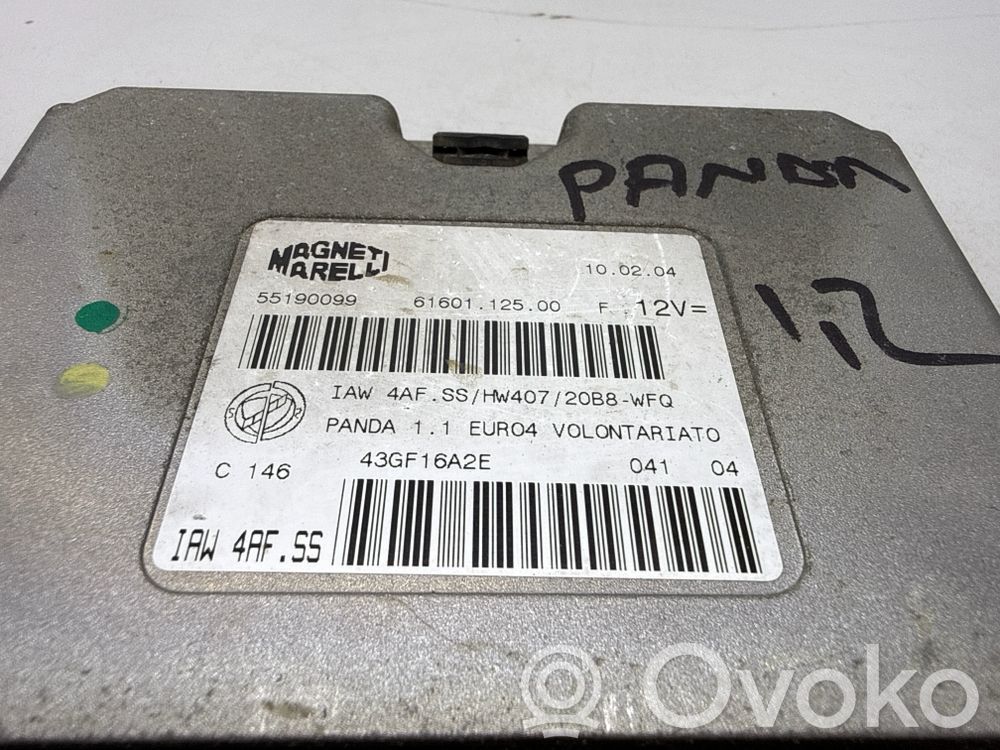 PANDA
1,2
MAGNETI
MARELLI
10.02.04
55190099 61601.125.00 F 12V=
IAW 4AF.SS/HW407/20B8-WFQ
PANDA 1.1 EURO4 VOLONTARIATO
C 146 43GF16A2E 041 04
IAW 4AF.SS
Ovoko